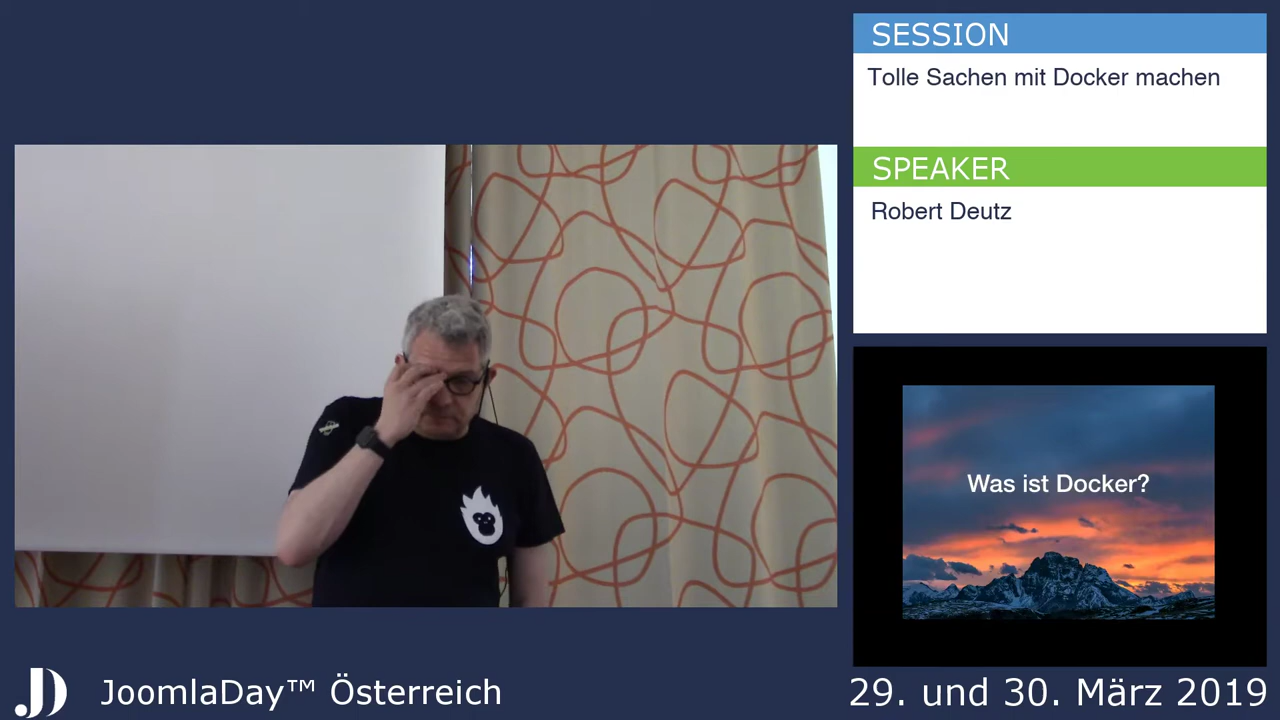 SESSION
Tolle Sachen mit Docker machen
SPEAKER
Robert Deutz
Was ist Docker?
JoomlaDay™ Österreich
29. und 30. März 2019